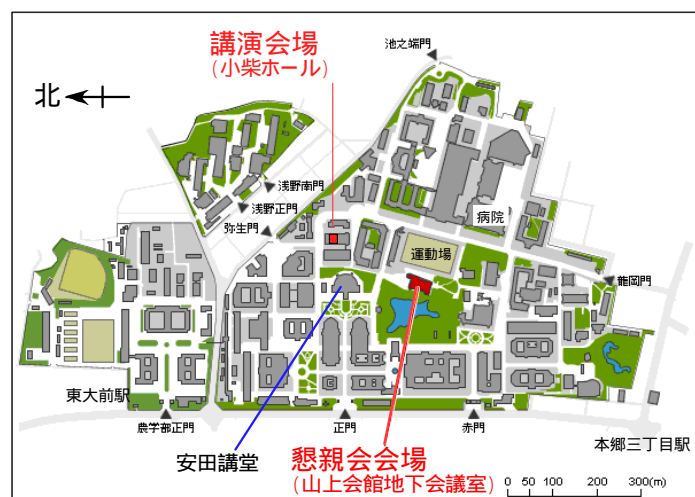 講演会場
(小柴ホール)
池之端門
北
浅野南門
浅野正門
弥生門
病院
運動場
龍岡門
東大前駅
農学部正門
正門
赤門
本郷三丁目駅
安田講堂
懇親会会場
(山上会館地下会議室)
0 50 100 200 300(m)